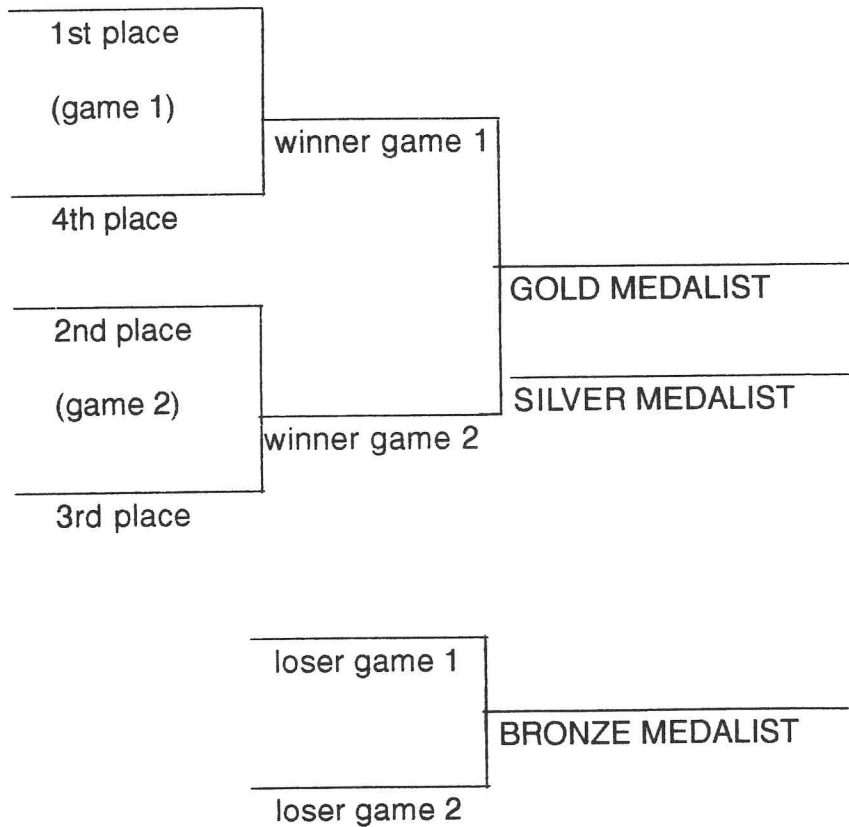 1st place
(game 1)
winner game 1
4th place
GOLD MEDALIST
2nd place
SILVER MEDALIST
(game 2)
winner game 2
3rd place
loser game 1
BRONZE MEDALIST
loser game 2